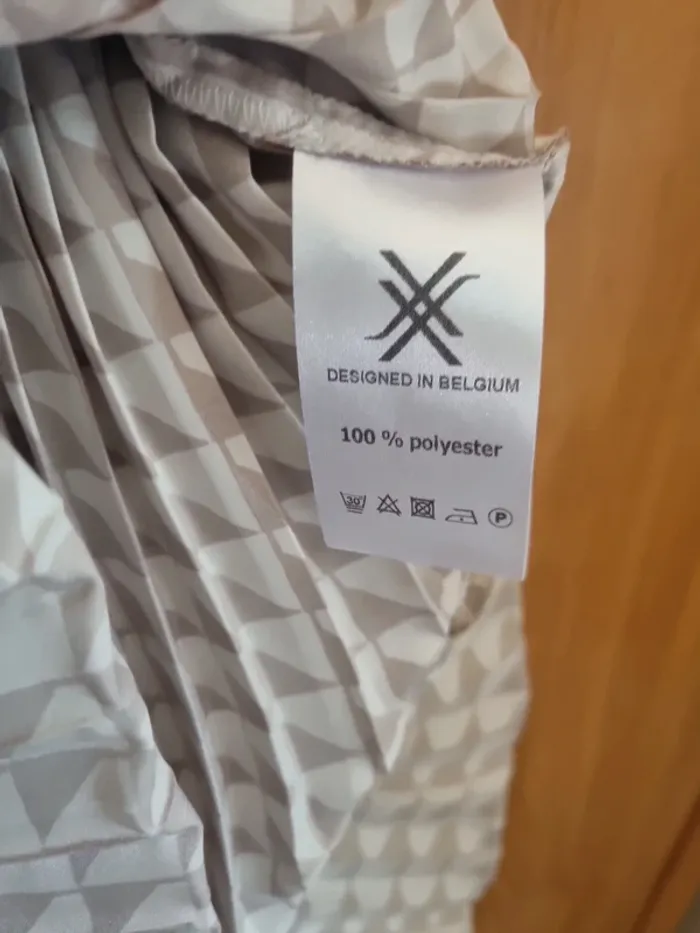 DESIGNED IN BELGIUM
100 % polyester
30
P